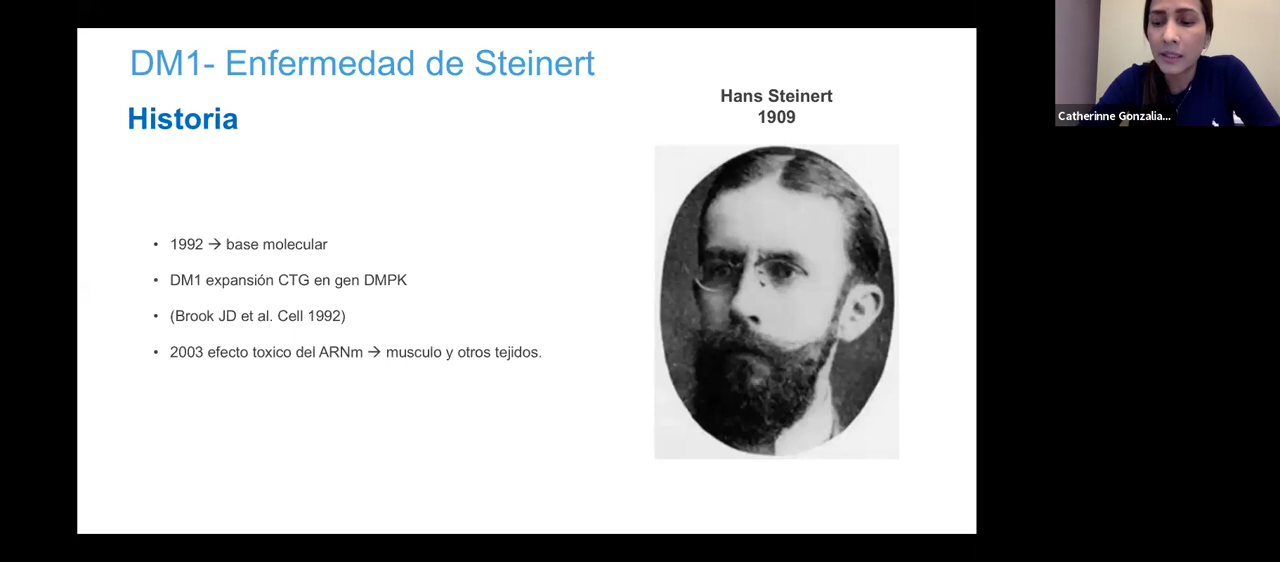 DM1- Enfermedad de Steinert
Historia
Hans Steinert
1909
• 1992 → base molecular
• DM1 expansión CTG en gen DMPK
• (Brook JD et al. Cell 1992)
• 2003 efecto toxico del ARNm → musculo y otros tejidos.
Catherinne Gonzalia...